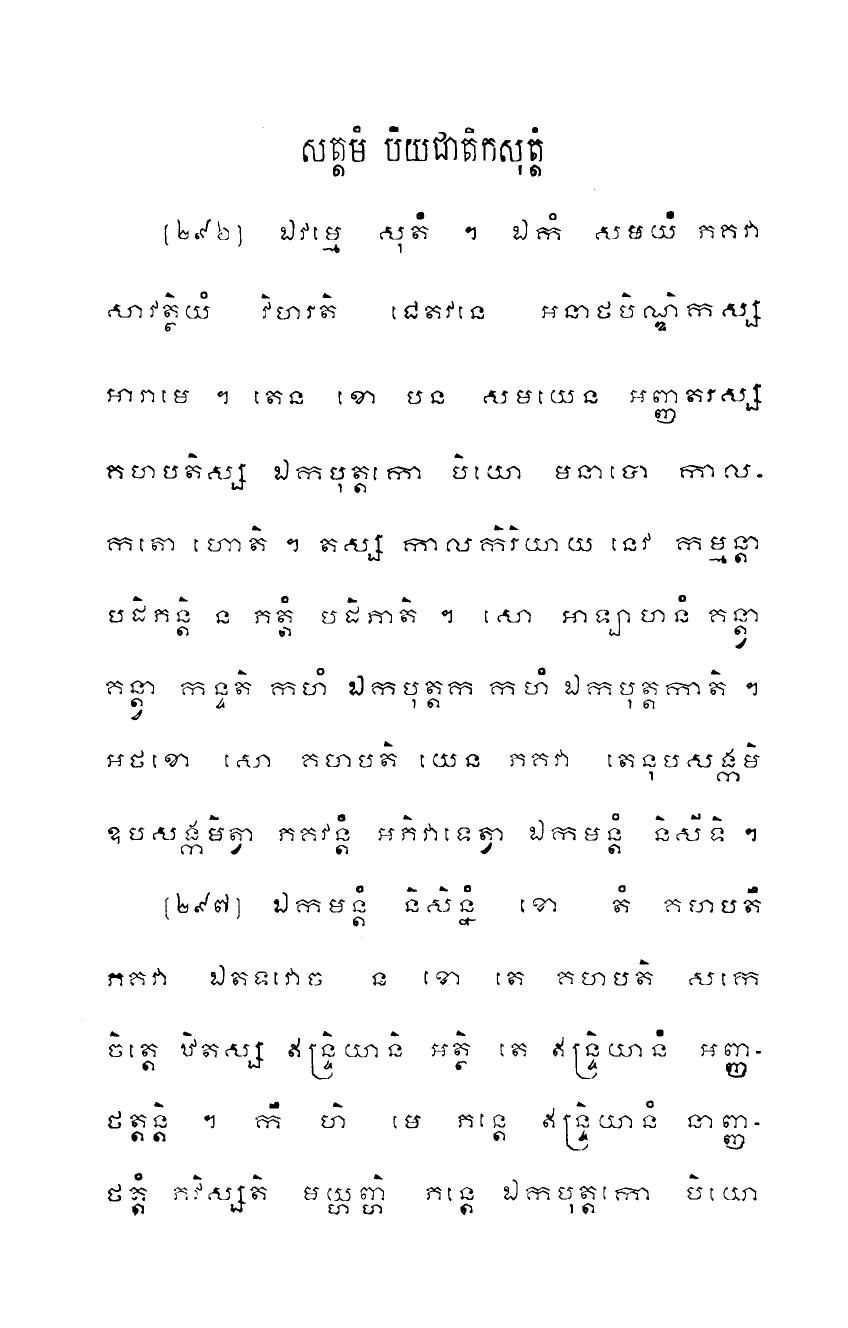 សត្តមំ បិយជាតិកសុត្តំ
[២៩៦] ឯវម្មេ សុតំ ។ ឯកំ សមយំ ភគវា
សាវត្ថិយំ វិហរតិ ជេតវនេ អនាថបិណ្ឌិកស្ស
អារាមេ ។ តេន ខោ បន សមយេន អញ្ញតរស្ស
គហបតិស្ស ឯកបុត្តកោ បិយោ មនាបោ កាល-
កតោ ហោតិ ។ តស្ស កាលកិរិយាយ នេវ កម្មន្តា
បដិភន្តិ ន ភត្តំ បដិភាតិ ។ សោ អាឡាហនំ គន្ត្វា
គន្ត្វា កន្ទតិ កហំ ឯកបុត្តក កហំ ឯកបុត្តកាតិ ។
អថខោ សោ គហបតិ យេន ភគវា តេនុបសង្កមិ
ឧបសង្កមិត្វា ភគវន្តំ អភិវាទេត្វា ឯកមន្តំ និសីទិ ។
[២៩៧] ឯកមន្តំ និសិន្នំ ខោ តំ គហបតឹ
ភគវា ឯតទវោច ន ខោ តេ គហបតិ សកេ
ចិត្តេ ឋិតស្ស ឥន្ទ្រិយានិ អត្ថិ តេ ឥន្ទ្រិយានំ អញ្ញ-
ថត្តន្តិ ។ កឹ ហិ មេ ភន្តេ ឥន្ទ្រិយានំ នាញ្ញ-
ថត្តំ ភវិស្សតិ មយ្ហញ្ហិ ភន្តេ ឯកបុត្តកោ បិយោ